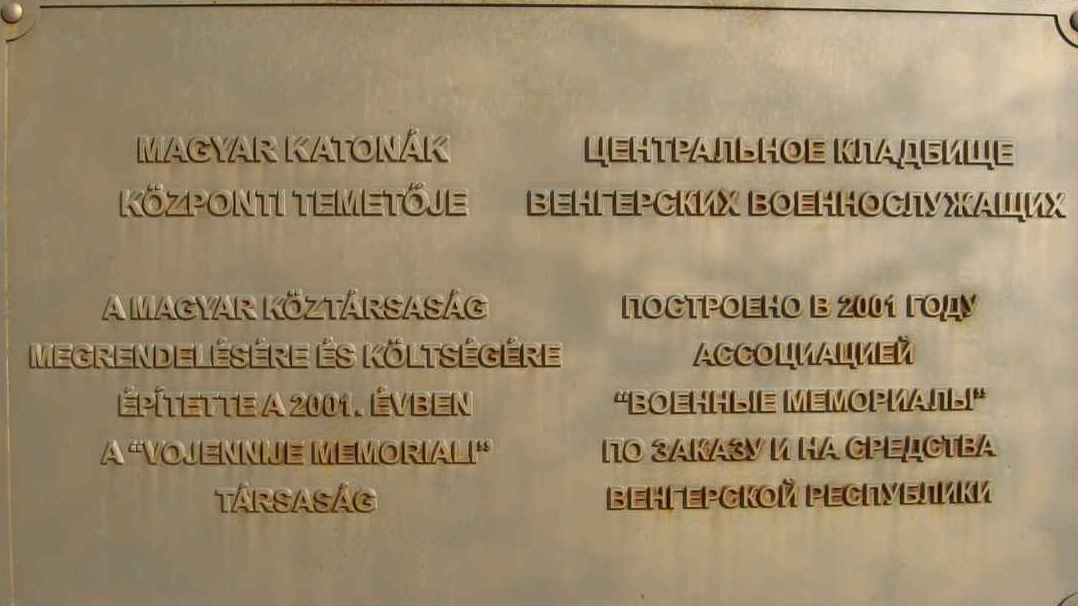 MAGYAR KATONÁK
KÖZPONTI TEMETŐJE
A MAGYAR KÖZTÁRSASÁG
MEGRENDELÉSÉRE ÉS KÖLTSÉGÉRE
ÉPÍTETTE A 2001. ÉVBEN
A “VOJENNIJE MEMORIALI”
TÁRSASÁG
ЦЕНТРАЛЬНОЕ КЛАДБИЩЕ
ВЕНГЕРСКИХ ВОЕННОСЛУЖАЩИХ
ПОСТРОЕНО В 2001 ГОДУ
АССОЦИАЦИЕЙ
“ВОЕННЫЕ МЕМОРИАЛЫ”
ПО ЗАКАЗУ И НА СРЕДСТВА
ВЕНГЕРСКОЙ РЕСПУБЛИКИ